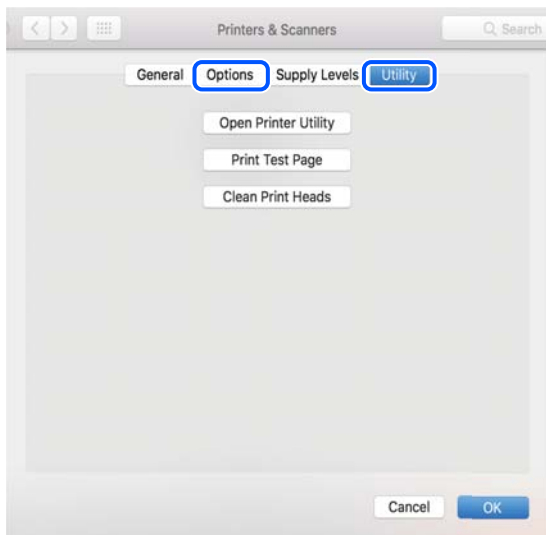 Printers & Scanners Search
General Options Supply Levels Utility
Open Printer Utility
Print Test Page
Clean Print Heads
Cancel OK